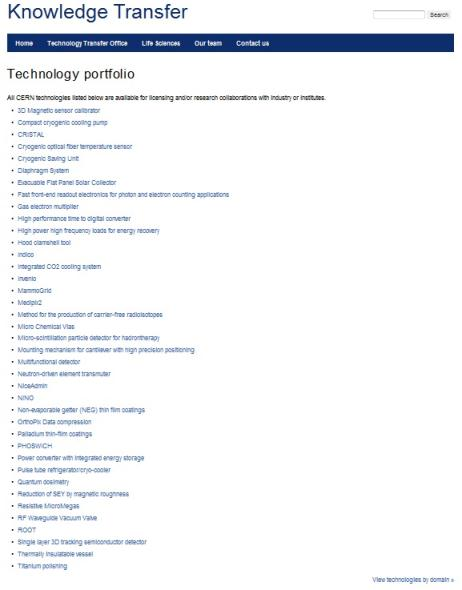 Knowledge Transfer
Search
Home Technology Transfer Office Life Sciences Our team Contact us
Technology portfolio
All CERN technologies listed below are available for licensing and/or research collaborations with industry or institutes.
• 3D Magnetic sensor calibrator
• Compact cryogenic cooling pump
• CRISTAL
• Cryogenic optical fiber temperature sensor
• Cryogenic Saving Unit
• Diaphragm System
• Evacuable Flat Panel Solar Collector
• Fast front-end readout electronics for photon and electron counting applications
• Gas electron multiplier
• High performance time to digital converter
• High power high frequency loads for energy recovery
• Hood clamshell tool
• Indico
• Integrated CO2 cooling system
• Invenio
• MammoGrid
• Medipix2
• Method for the production of carrier-free radioisotopes
• Micro Chemical Vias
• Micro-scintillation particle detector for hadrontherapy
• Mounting mechanism for cantilever with high precision positioning
• Multifunctional detector
• Neutron-driven element transmuter
• NiceAdmin
• NINO
• Non-evaporable getter (NEG) thin film coatings
• OrthoPix Data compression
• Palladium thin-film coatings
• PHOSWICH
• Power converter with integrated energy storage
• Pulse tube refrigerator/cryo-cooler
• Quantum dosimetry
• Reduction of SEY by magnetic roughness
• Resistive MicroMegas
• RF Waveguide Vacuum Valve
• ROOT
• Single layer 3D tracking semiconductor detector
• Thermally insulatable vessel
• Titanium polishing
View technologies by domain »